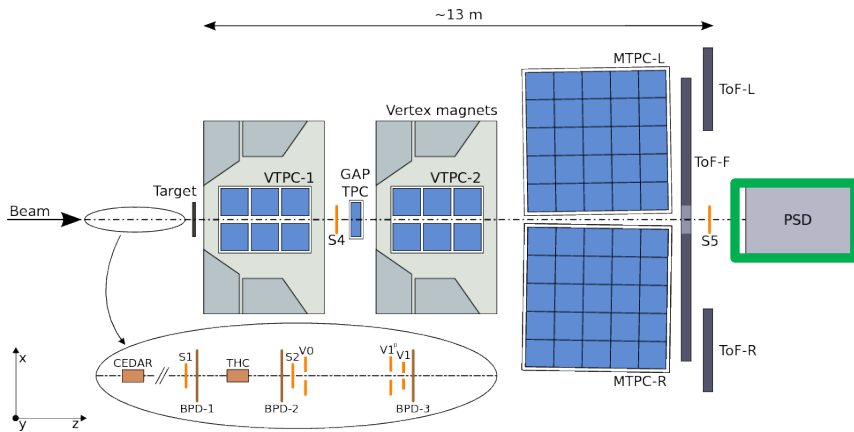 ~13 m
MTPC-L
ToF-L
Vertex magnets
GAP
TPC
VTPC-1
VTPC-2
ToF-F
Target
Beam
S4
S5
PSD
V0
V1p
V1
S1
THC
S2
CEDAR
BPD-1
BPD-2
BPD-3
ToF-R
MTPC-R
x
y
z